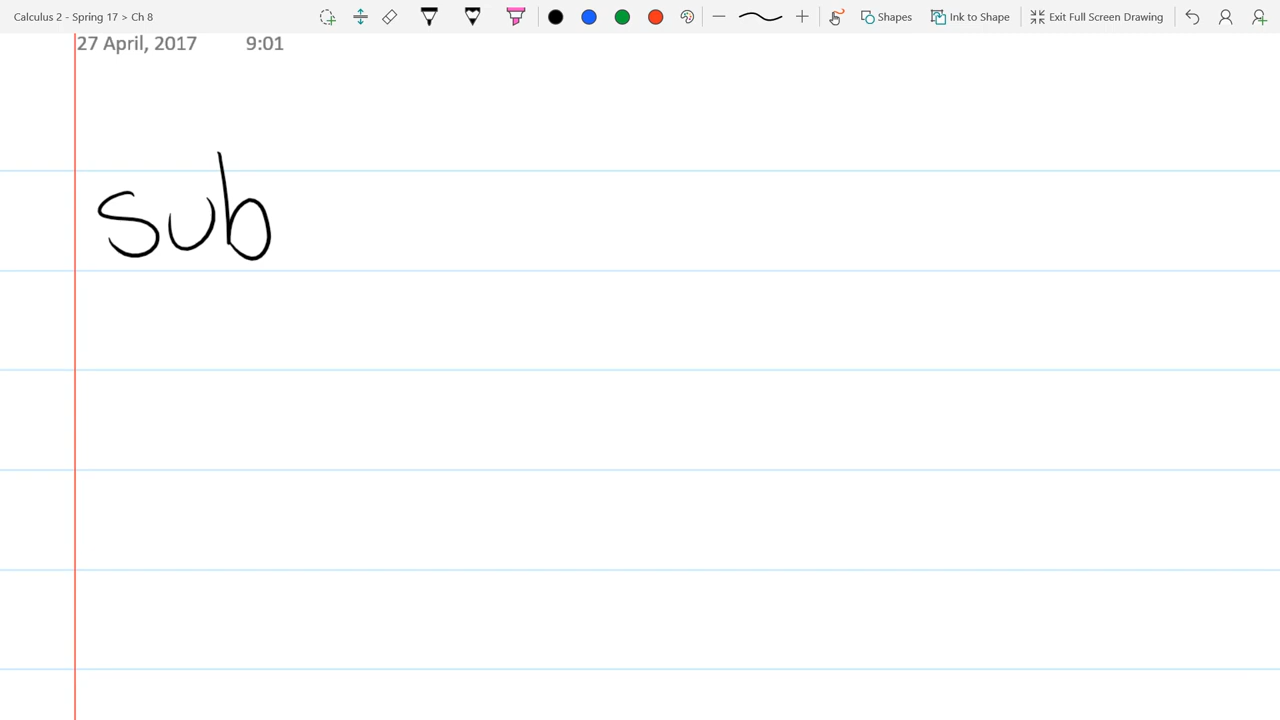 Calculus 2 - Spring 17 > Ch 8 Shapes Ink to Shape Exit Full Screen Drawing
27 April, 2017 9:01
sub